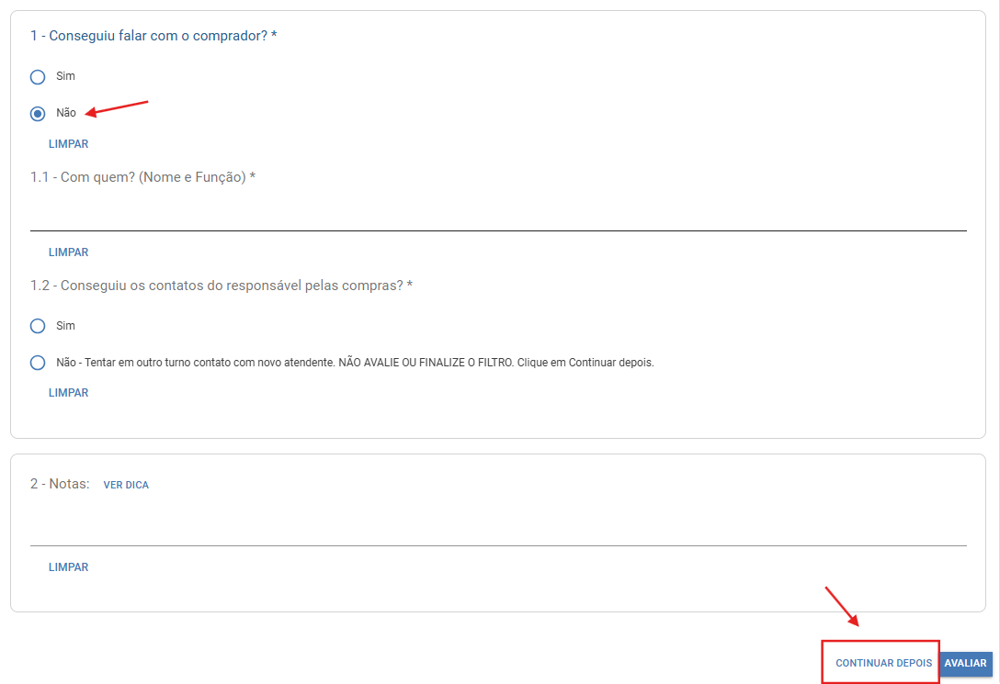 1 - Conseguiu falar com o comprador? *
Sim
Não
LIMPAR
1.1 - Com quem? (Nome e Função) *
LIMPAR
1.2 - Conseguiu os contatos do responsável pelas compras? *
Sim
Não - Tentar em outro turno contato com novo atendente. NÃO AVALIE OU FINALIZE O FILTRO. Clique em Continuar depois.
LIMPAR
2 - Notas: VER DICA
LIMPAR
CONTINUAR DEPOIS AVALIAR